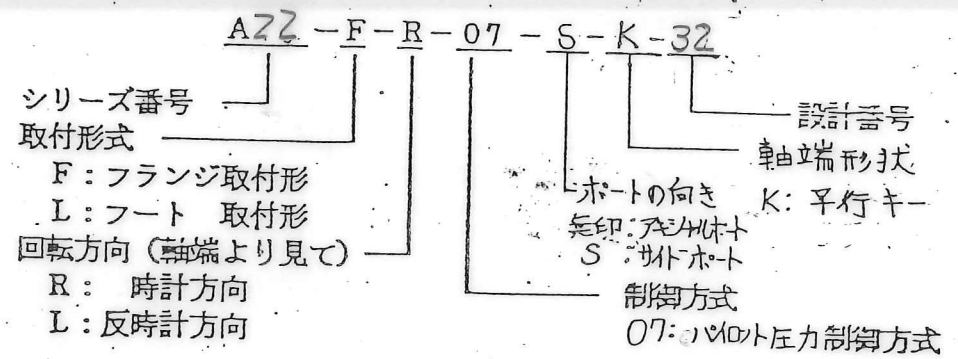 A22-F-R-07-S-K-32
シリーズ番号
取付形式
F:フランジ取付形
L:フート 取付形
回転方向(軸端より見て)
R: 時計方向
L:反時計方向
設計番号
軸端形状
K:平行キー
ポートの向き
無印:アキシャルポート
S:サイドポート
制御方式
07:パイロット圧力制御方式